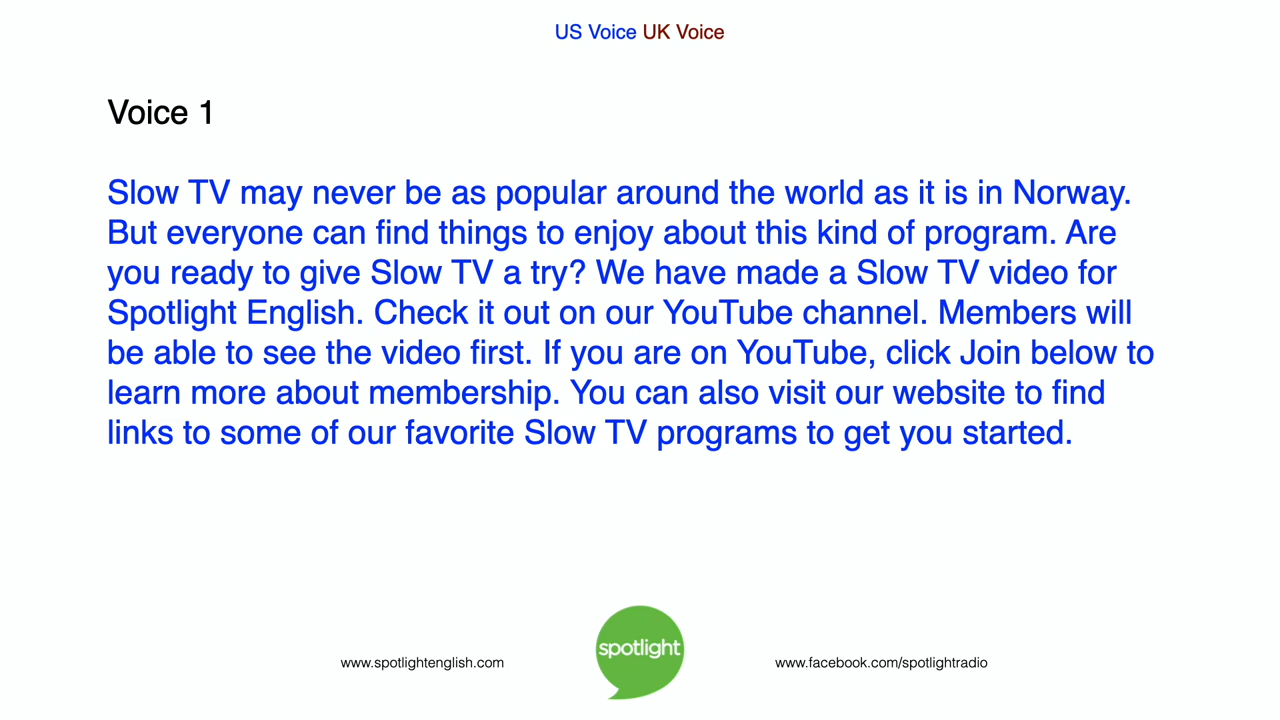 US Voice UK Voice
Voice 1
Slow TV may never be as popular around the world as it is in Norway.
But everyone can find things to enjoy about this kind of program. Are
you ready to give Slow TV a try? We have made a Slow TV video for
Spotlight English. Check it out on our YouTube channel. Members will
be able to see the video first. If you are on YouTube, click Join below to
learn more about membership. You can also visit our website to find
links to some of our favorite Slow TV programs to get you started.
www.spotlightenglish.com
spotlight
www.facebook.com/spotlightradio